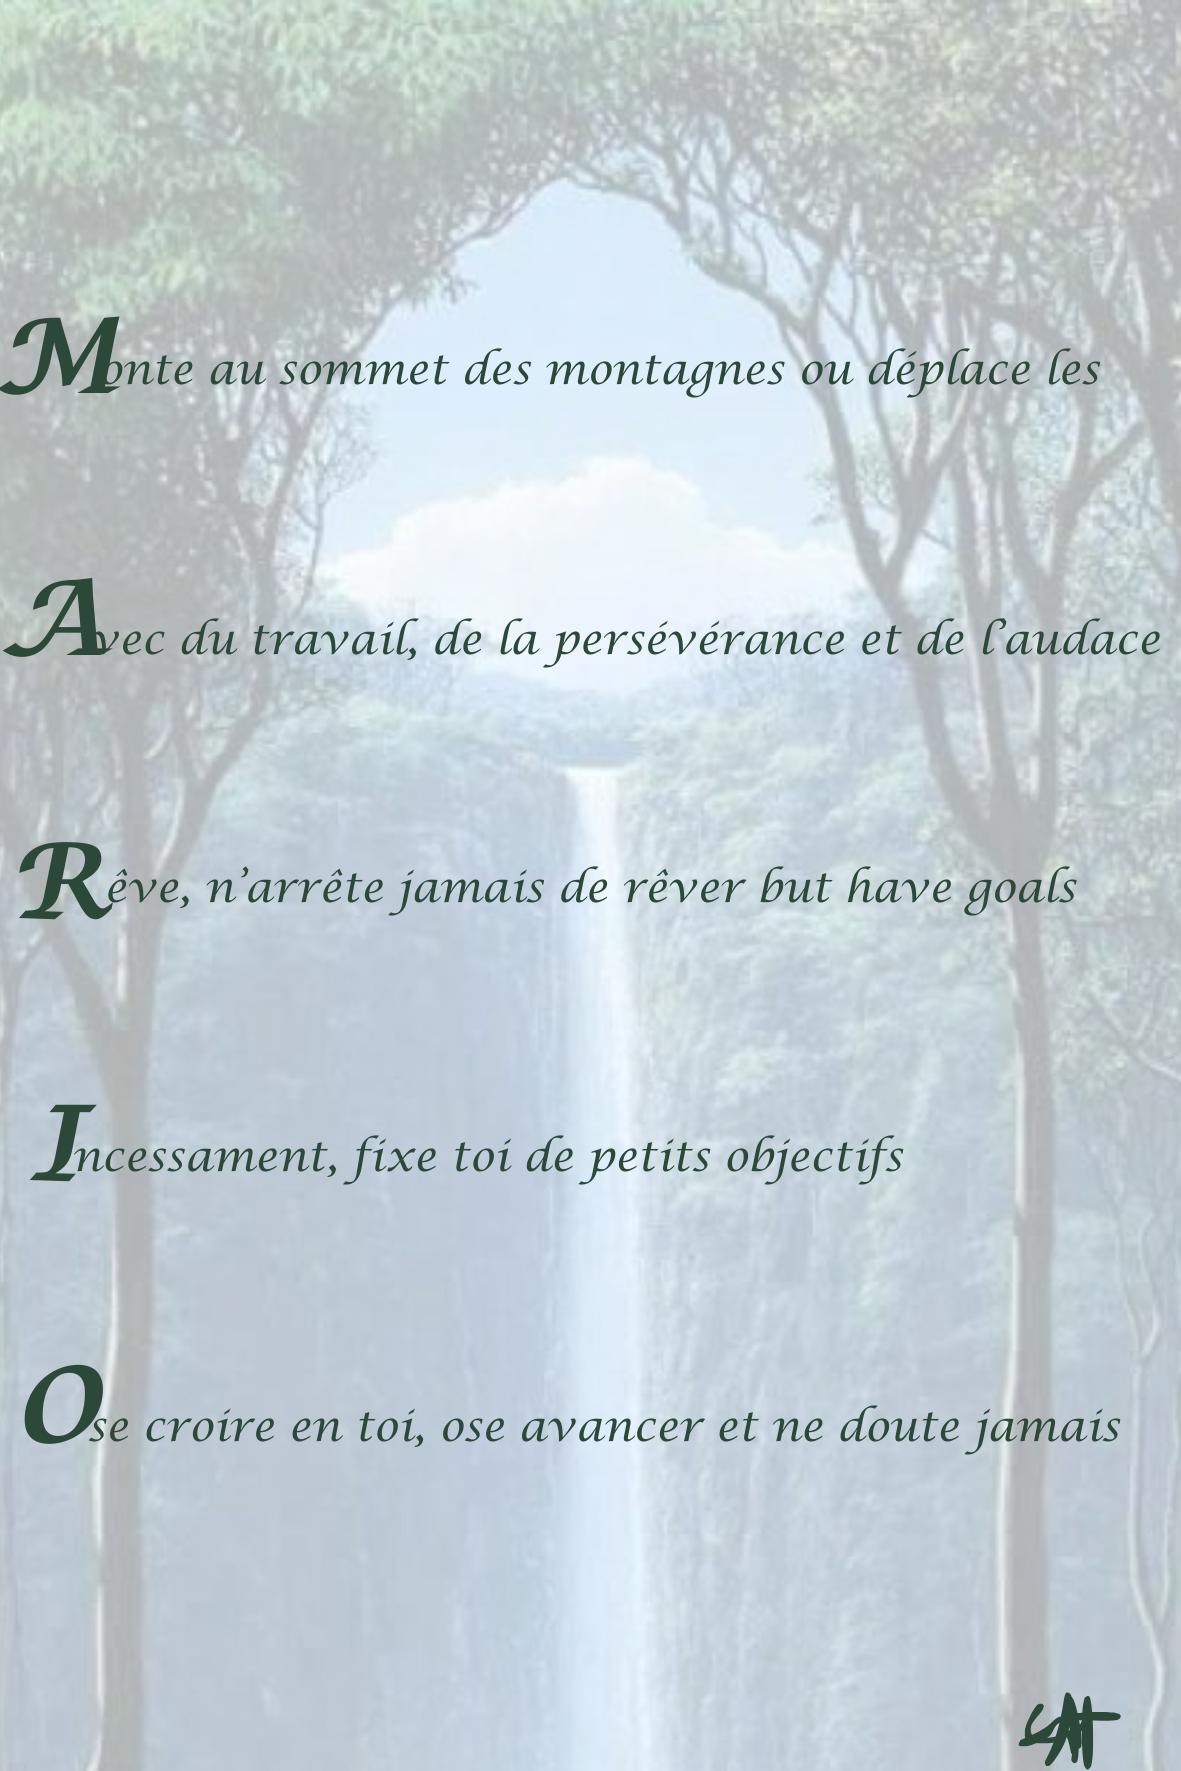 Monte au sommet des montagnes ou déplace les
Avec du travail, de la persévérance et de l'audace
Rêve, n'arrête jamais de rêver but have goals
Incessament, fixe toi de petits objectifs
Ose croire en toi, ose avancer et ne doute jamais